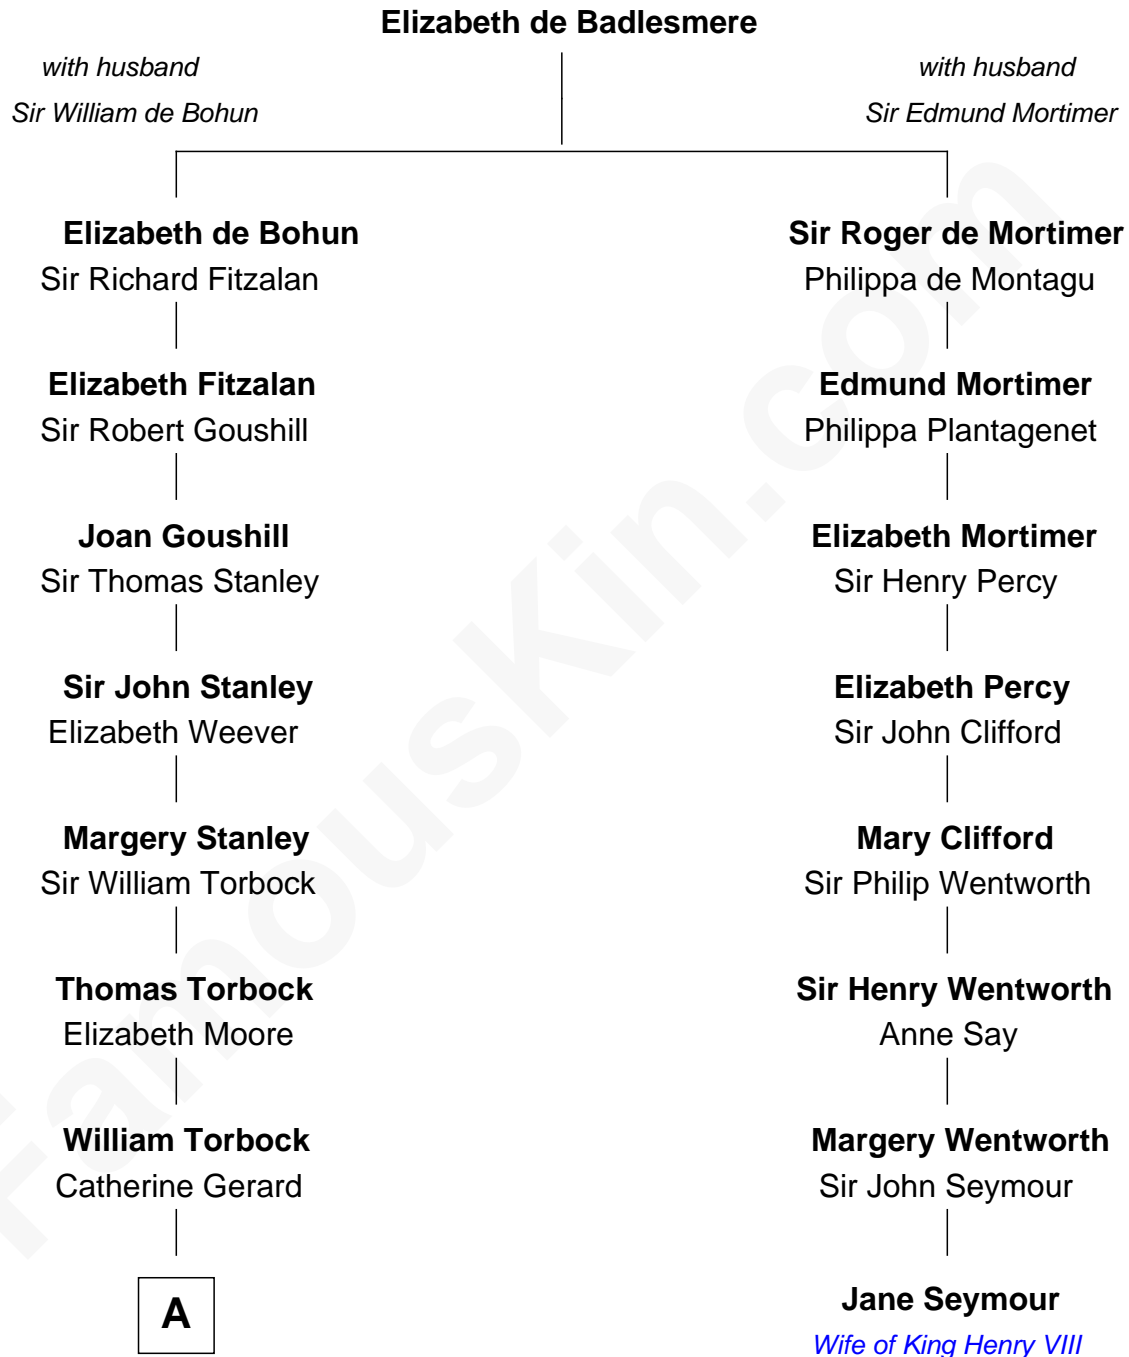 Elizabeth de Badlesmere
with husband
Sir William de Bohun
with husband
Sir Edmund Mortimer
Elizabeth de Bohun
Sir Richard Fitzalan
Sir Roger de Mortimer
Philippa de Montagu
Elizabeth Fitzalan
Sir Robert Goushill
Edmund Mortimer
Philippa Plantagenet
Joan Goushill
Sir Thomas Stanley
Elizabeth Mortimer
Sir Henry Percy
Sir John Stanley
Elizabeth Weever
Elizabeth Percy
Sir John Clifford
Margery Stanley
Sir William Torbock
Mary Clifford
Sir Philip Wentworth
Thomas Torbock
Elizabeth Moore
Sir Henry Wentworth
Anne Say
William Torbock
Catherine Gerard
Margery Wentworth
Sir John Seymour
A
Jane Seymour
Wife of King Henry VIII
FamousKin.com